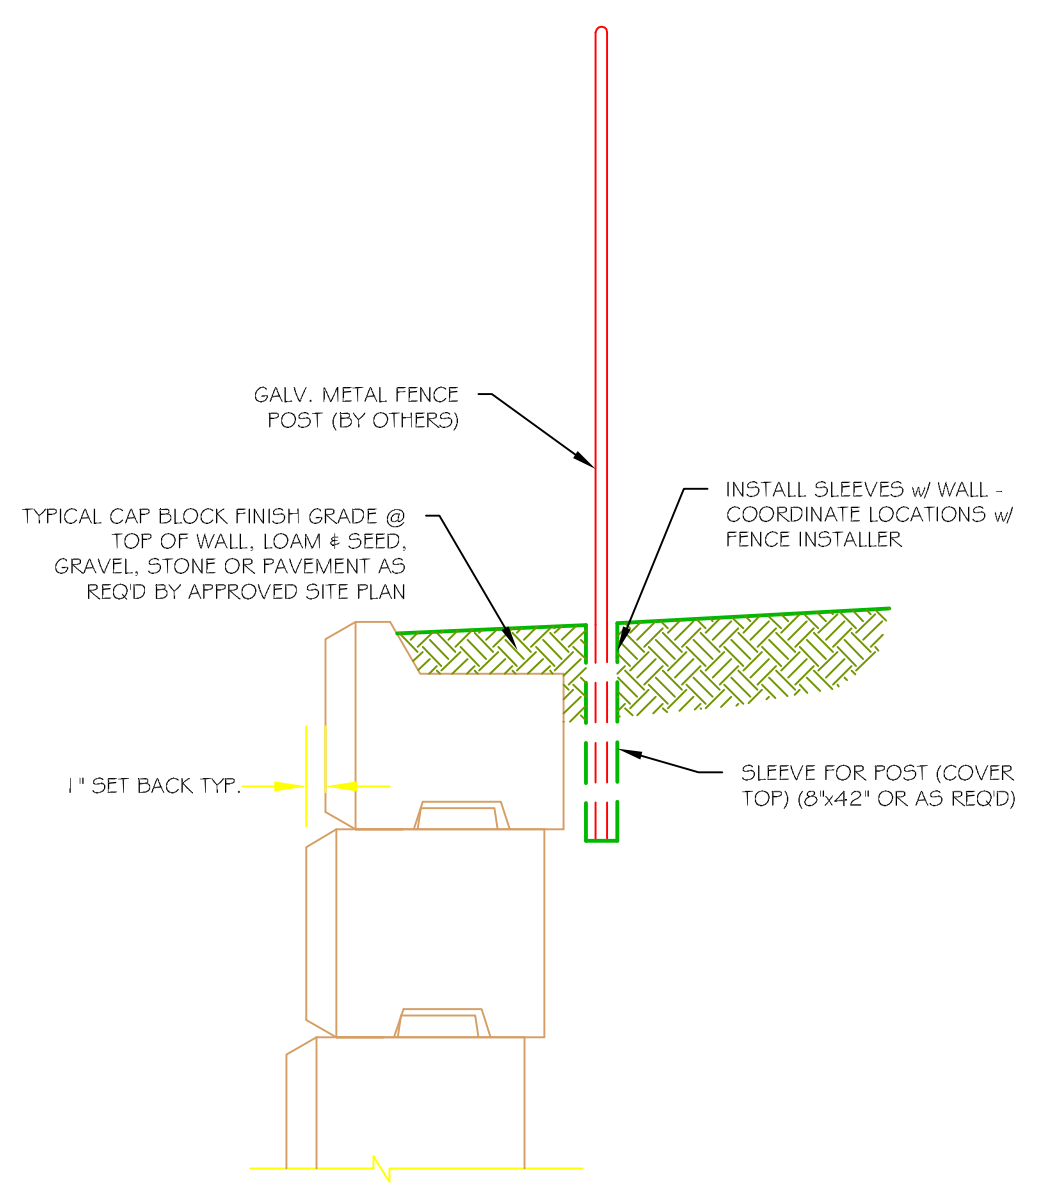 GALV. METAL FENCE
POST (BY OTHERS)
INSTALL SLEEVES w/ WALL -
COORDINATE LOCATIONS w/
FENCE INSTALLER
TYPICAL CAP BLOCK FINISH GRADE @
TOP OF WALL, LOAM & SEED,
GRAVEL, STONE OR PAVEMENT AS
REQ'D BY APPROVED SITE PLAN
1" SET BACK TYP.
SLEEVE FOR POST (COVER
TOP) (8"x42" OR AS REQ'D)